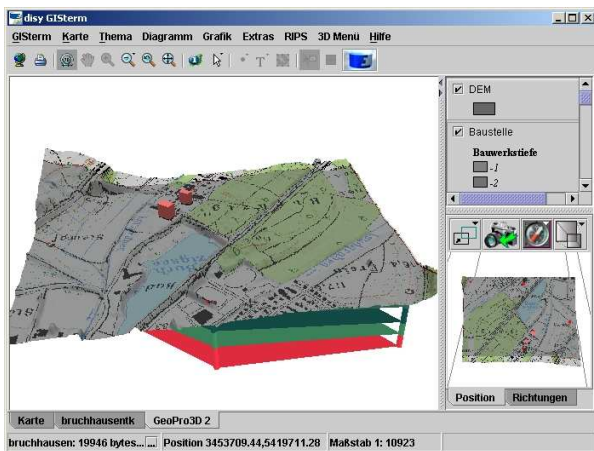 disy GISterm
GISterm Karte Thema Diagramm Grafik Extras RIPS 3D Menü Hilfe
DEM
Baustelle
Bauwerkstiefe
-1
-2
Position Richtungen
Karte bruchhausentk GeoPro3D 2
bruchhausen: 19946 bytes... ... Position 3453709.44,5419711.28 Maßstab 1: 10923